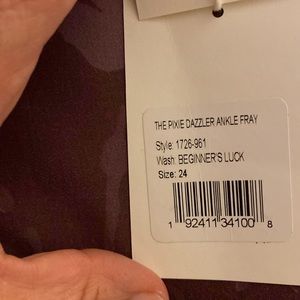 THE PIXIE DAZZLER ANKLE FRAY
Style: 1726-961
Wash: BEGINNER'S LUCK
Size: 24
1 92411 34100 8